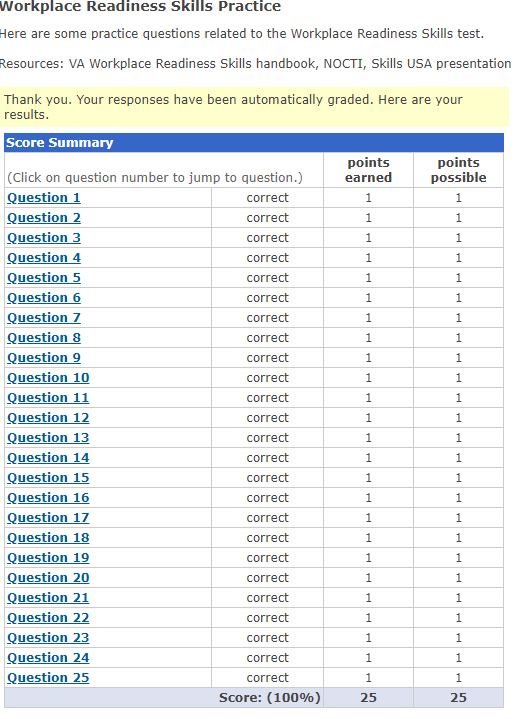 Workplace Readiness Skills Practice
Here are some practice questions related to the Workplace Readiness Skills test.
Resources: VA Workplace Readiness Skills handbook, NOCTI, Skills USA presentation
Thank you. Your responses have been automatically graded. Here are your
results.
Score Summary
(Click on question number to jump to question.) points earned points possible
Question 1 correct 1 1
Question 2 correct 1 1
Question 3 correct 1 1
Question 4 correct 1 1
Question 5 correct 1 1
Question 6 correct 1 1
Question 7 correct 1 1
Question 8 correct 1 1
Question 9 correct 1 1
Question 10 correct 1 1
Question 11 correct 1 1
Question 12 correct 1 1
Question 13 correct 1 1
Question 14 correct 1 1
Question 15 correct 1 1
Question 16 correct 1 1
Question 17 correct 1 1
Question 18 correct 1 1
Question 19 correct 1 1
Question 20 correct 1 1
Question 21 correct 1 1
Question 22 correct 1 1
Question 23 correct 1 1
Question 24 correct 1 1
Question 25 correct 1 1
Score: (100%) 25 25